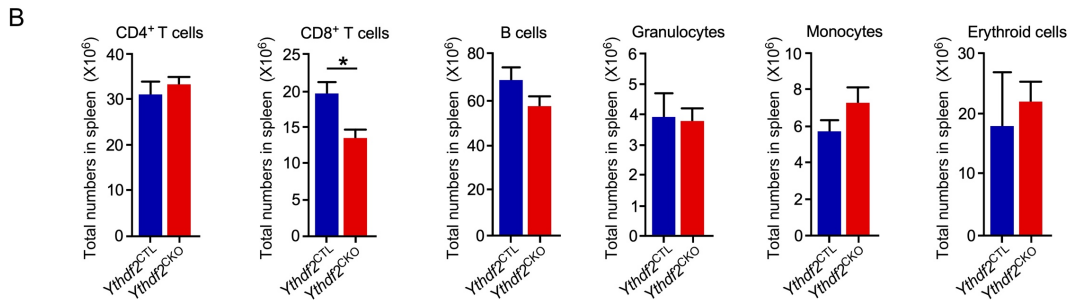 B
CD4+ T cells
Total numbers in spleen (X10⁶)
40
30
20
10
0
Ythdf2CTL
Ythdf2CKO
CD8+ T cells
Total numbers in spleen (X10⁶)
25
20
15
10
5
0
*
Ythdf2CTL
Ythdf2CKO
B cells
Total numbers in spleen (X10⁶)
80
60
40
20
0
Ythdf2CTL
Ythdf2CKO
Granulocytes
Total numbers in spleen (X10⁶)
6
5
4
3
2
1
0
Ythdf2CTL
Ythdf2CKO
Monocytes
Total numbers in spleen (X10⁶)
10
8
6
4
2
0
Ythdf2CTL
Ythdf2CKO
Erythroid cells
Total numbers in spleen (X10⁶)
30
20
10
0
Ythdf2CTL
Ythdf2CKO